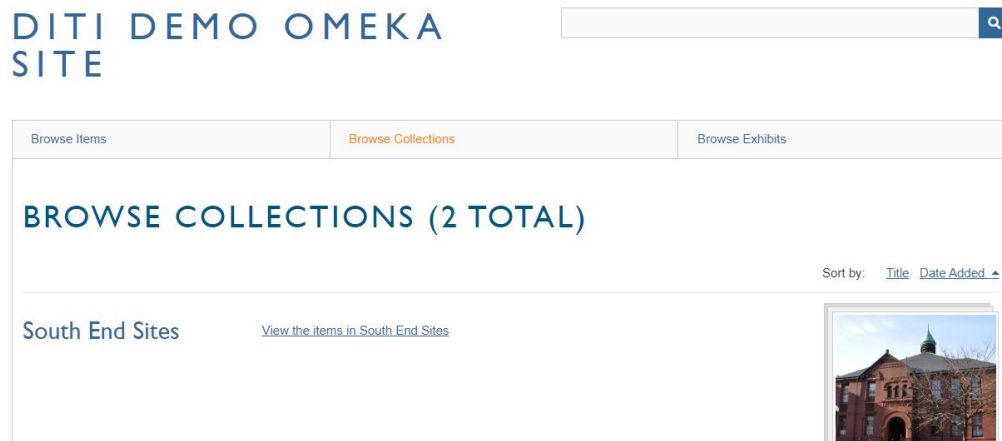 DITI DEMO OMEKA
SITE
Browse Items
Browse Collections
Browse Exhibits
BROWSE COLLECTIONS (2 TOTAL)
Sort by: Title Date Added
South End Sites
View the items in South End Sites